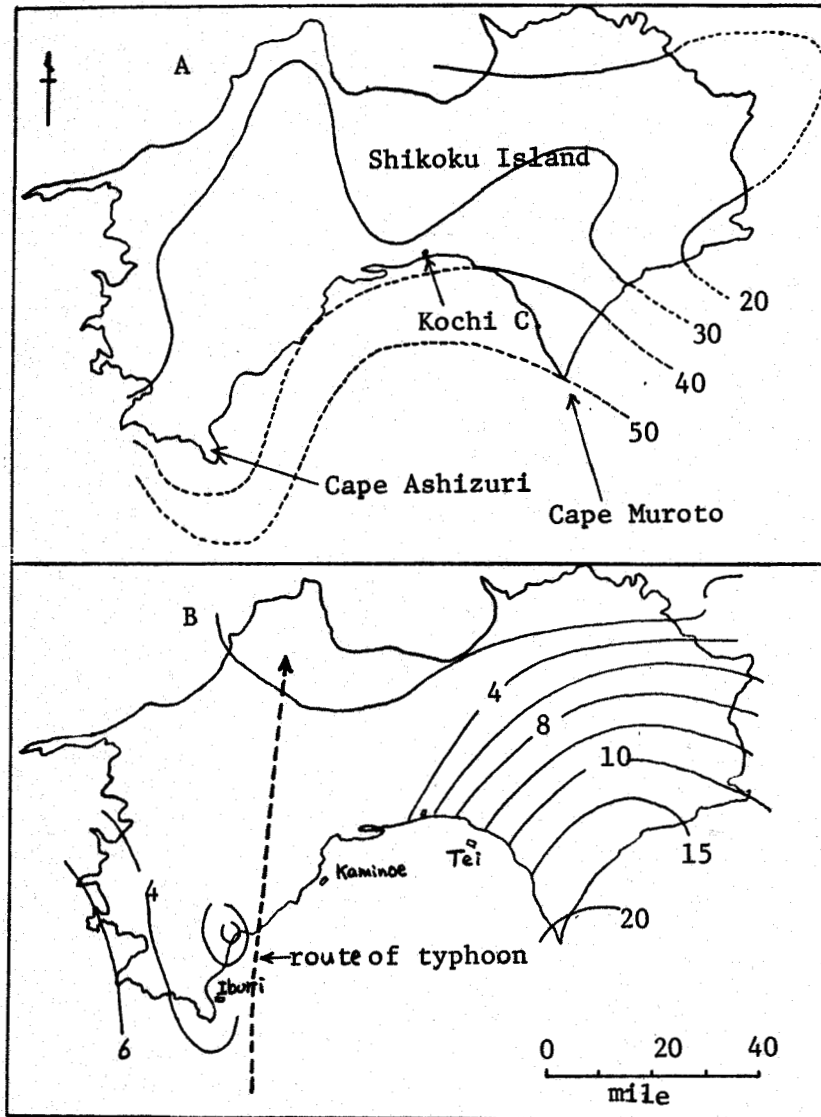 A
Shikoku Island
Kochi C
20
30
40
50
Cape Ashizuri
Cape Muroto
B
4
8
10
15
20
Tei
Kaminoe
4
route of typhoon
Iburi
6
0 20 40
mile